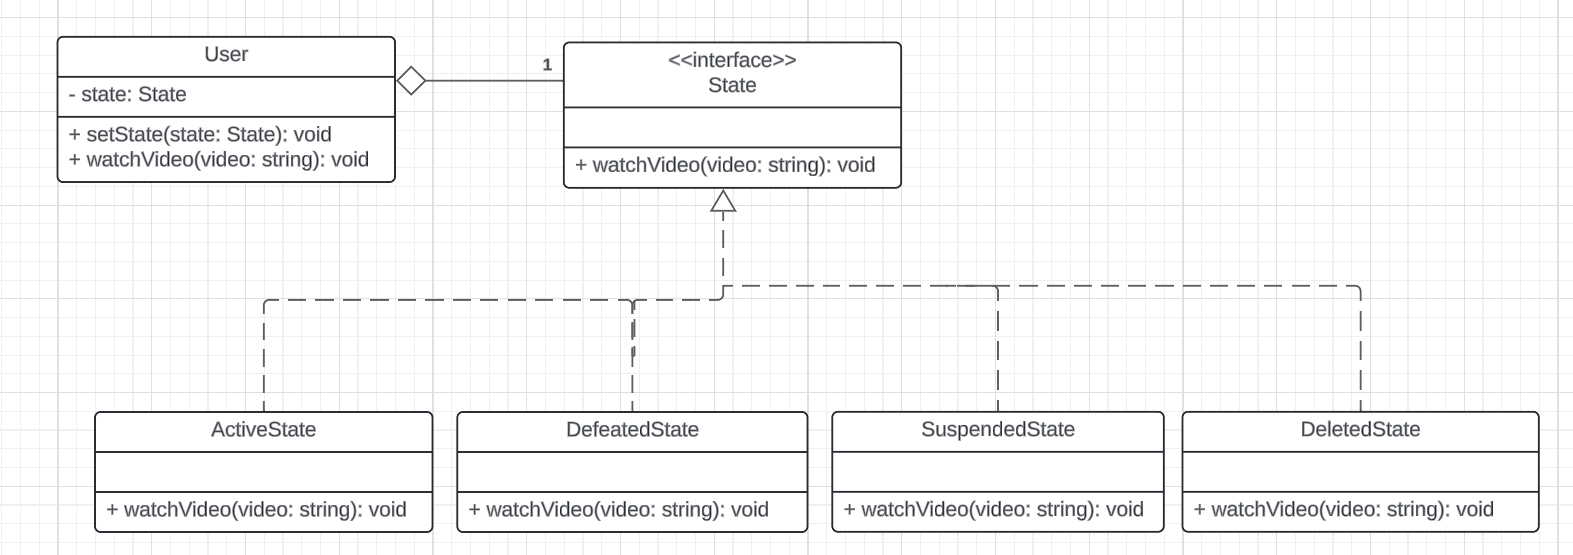 User
- state: State
+ setState(state: State): void
+ watchVideo(video: string): void
1
<<interface>>
State
+ watchVideo(video: string): void
ActiveState
+ watchVideo(video: string): void
DefeatedState
+ watchVideo(video: string): void
SuspendedState
+ watchVideo(video: string): void
DeletedState
+ watchVideo(video: string): void